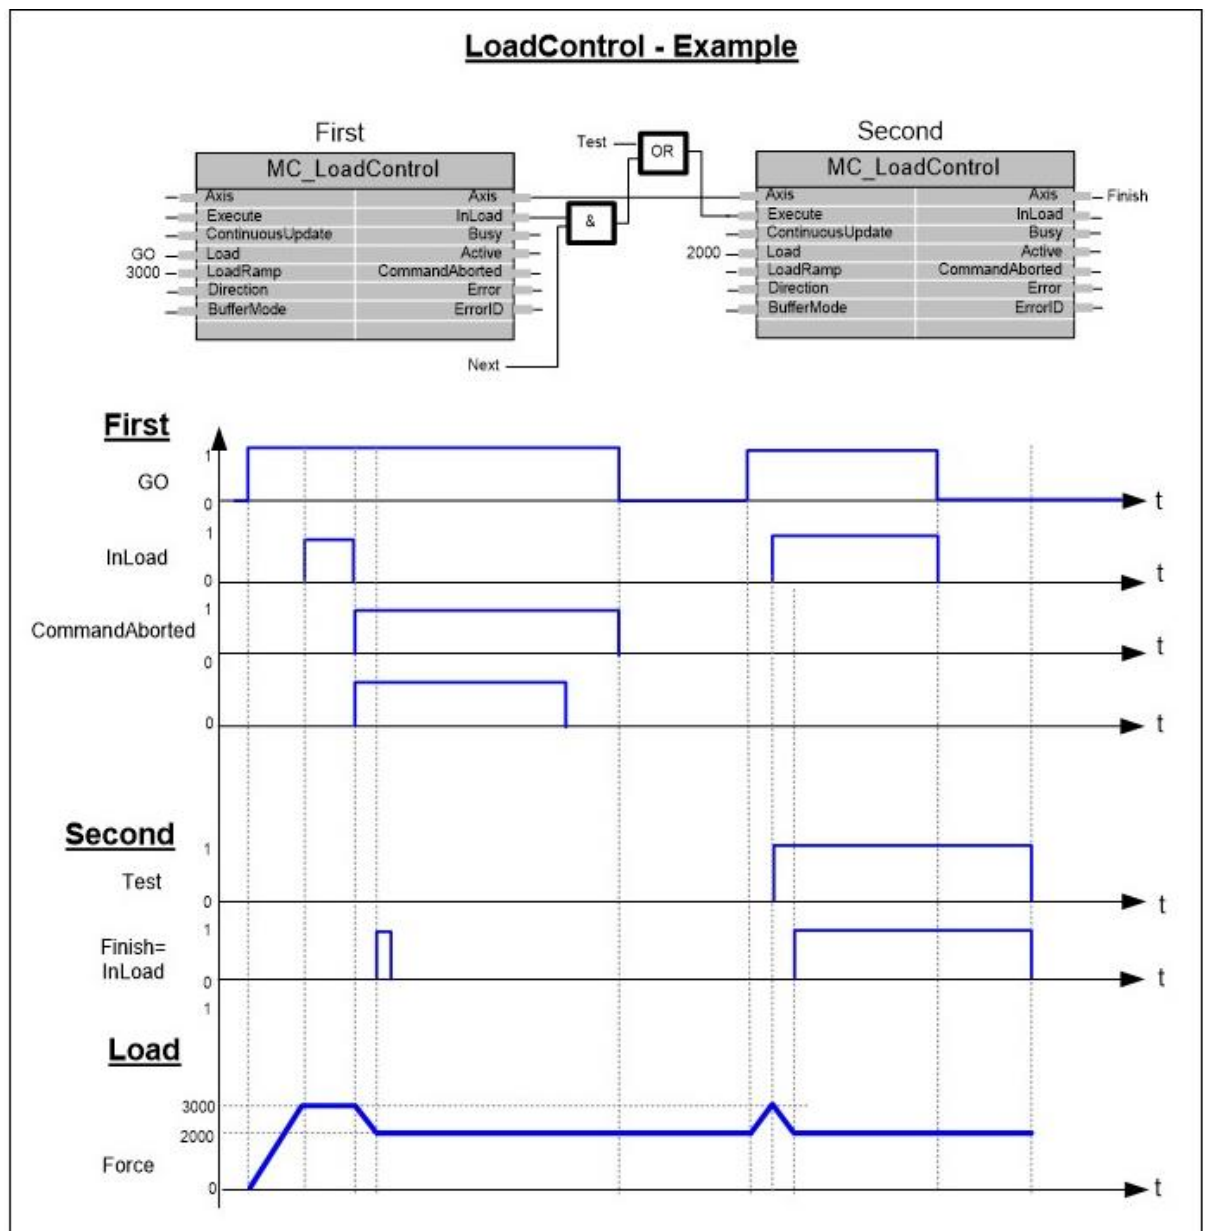 LoadControl - Example
First
Second
Test
OR
MC_LoadControl
MC_LoadControl
Axis Axis
Execute InLoad
ContinuousUpdate Busy
GO Load Active
3000 LoadRamp CommandAborted
Direction Error
BufferMode ErrorID
&
Next
Axis Axis Finish
Execute InLoad
ContinuousUpdate Busy
2000 Load Active
LoadRamp CommandAborted
Direction Error
BufferMode ErrorID
First
1
GO
0
t
1
InLoad
0
t
1
CommandAborted
0
t
0
t
Second
1
Test
0
t
1
Finish=
InLoad
0
t
1
Load
3000
2000
Force
0
t